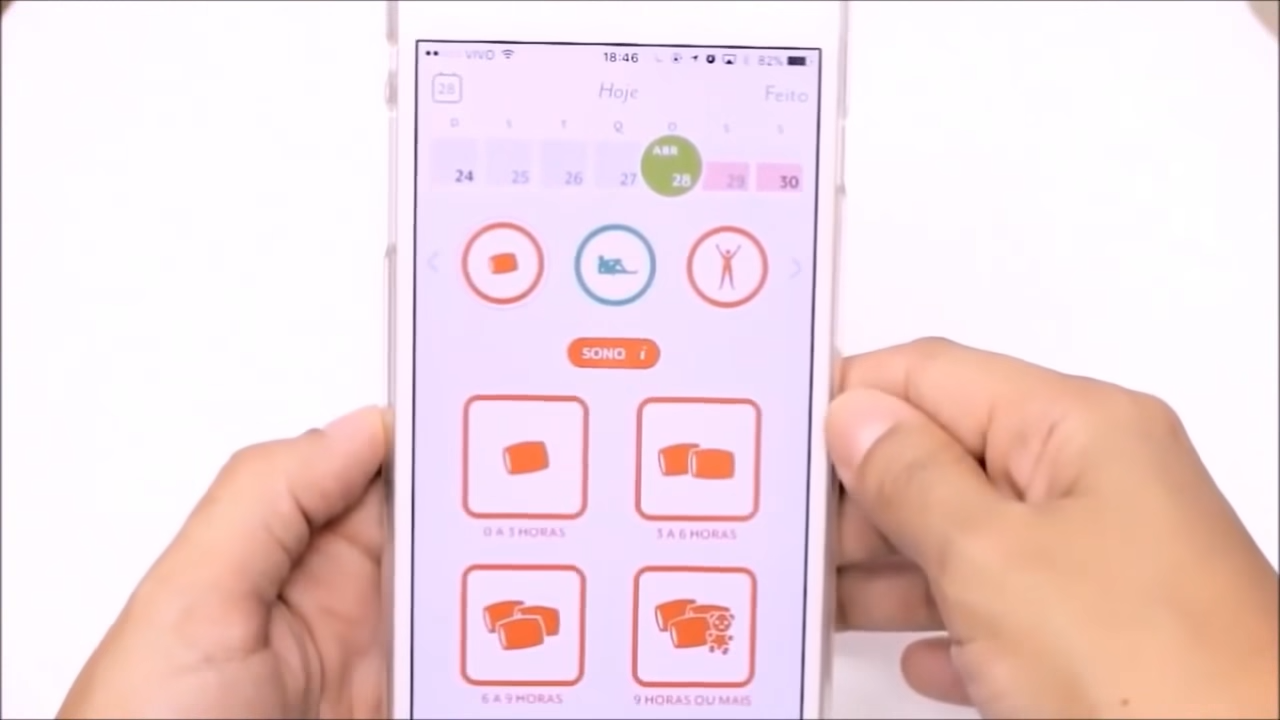 VIVO 18:46 82%
28 Hoje Feito
D S T Q Q S S
ABR
24 25 26 27 28 29 30
SONO i
0 A 3 HORAS 3 A 6 HORAS
6 A 9 HORAS 9 HORAS OU MAIS